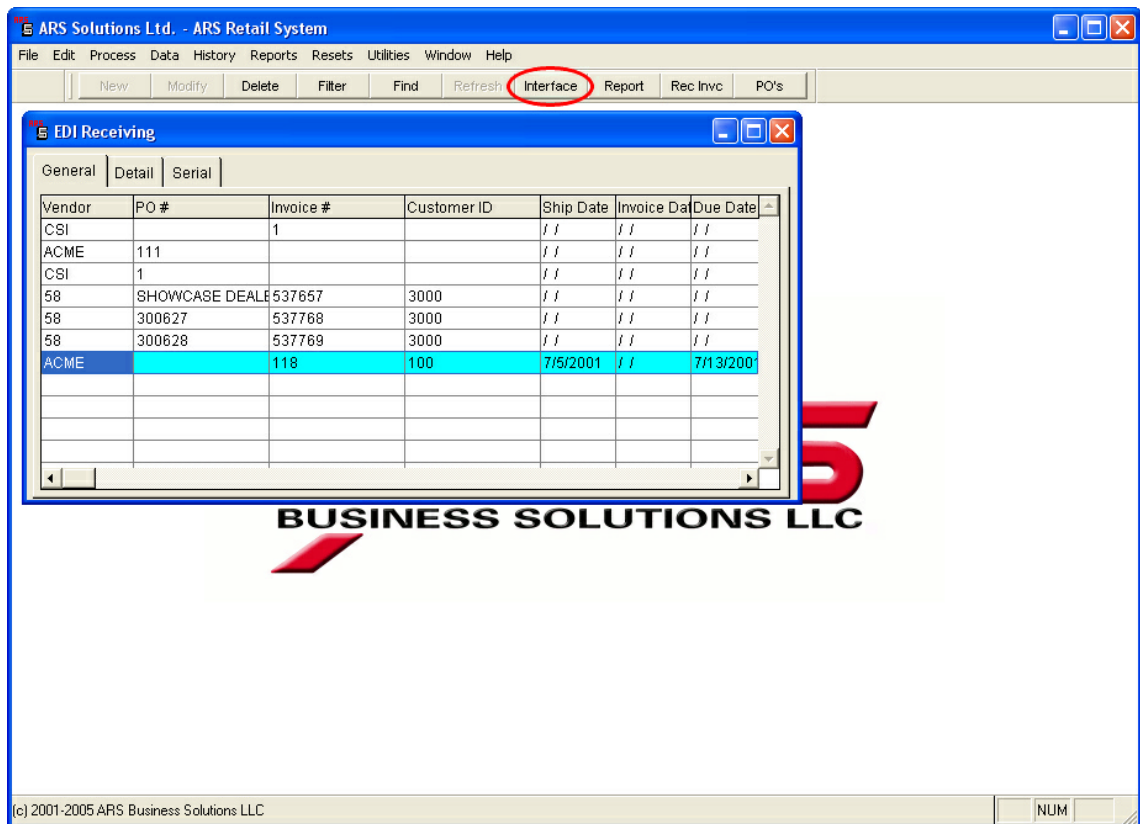 ARS Solutions Ltd. - ARS Retail System
File Edit Process Data History Reports Resets Utilities Window Help
New Modify Delete Filter Find Refresh Interface Report Rec Invc PO's
EDI Receiving
General Detail Serial
Vendor PO # Invoice # Customer ID Ship Date Invoice Dat Due Date
CSI 1 / / / / / /
ACME 111 / / / / / /
CSI 1 / / / / / /
58 SHOWCASE DEALE 537657 3000 / / / / / /
58 300627 537768 3000 / / / / / /
58 300628 537769 3000 / / / / / /
ACME 118 100 7/5/2001 / / 7/13/2001
BUSINESS SOLUTIONS LLC
(c) 2001-2005 ARS Business Solutions LLC NUM